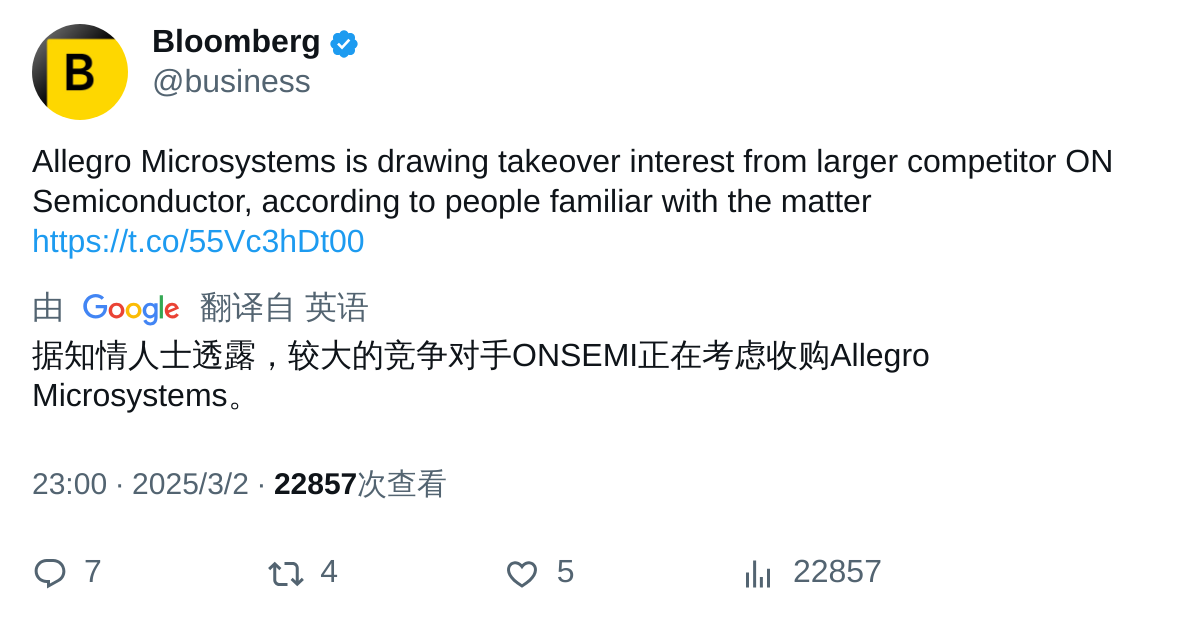 B
Bloomberg
@business
Allegro Microsystems is drawing takeover interest from larger competitor ON
Semiconductor, according to people familiar with the matter
https://t.co/55Vc3hDt00
由 Google 翻译自 英语
据知情人士透露，较大的竞争对手ONSEMI正在考虑收购Allegro
Microsystems。
23:00 · 2025/3/2 · 22857次查看
7 4 5 22857